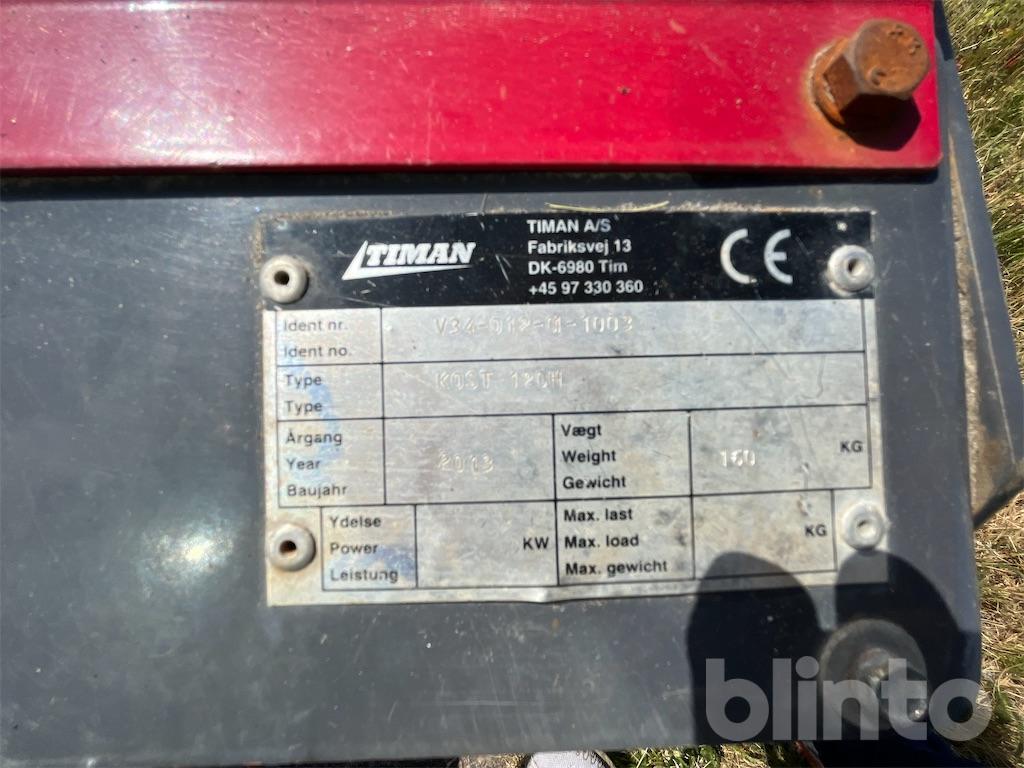 TIMAN
TIMAN A/S
Fabriksvej 13
DK-6980 Tim
+45 97 330 360
CE
Ident nr.
Ident no.
V34-012-Q-1003
Type
Type
KOST 120M
Årgang
Year
Baujahr
2013
Vægt
Weight
Gewicht
160
KG
Ydelse
Power
Leistung
KW
Max. last
Max. load
Max. gewicht
KG
blinto